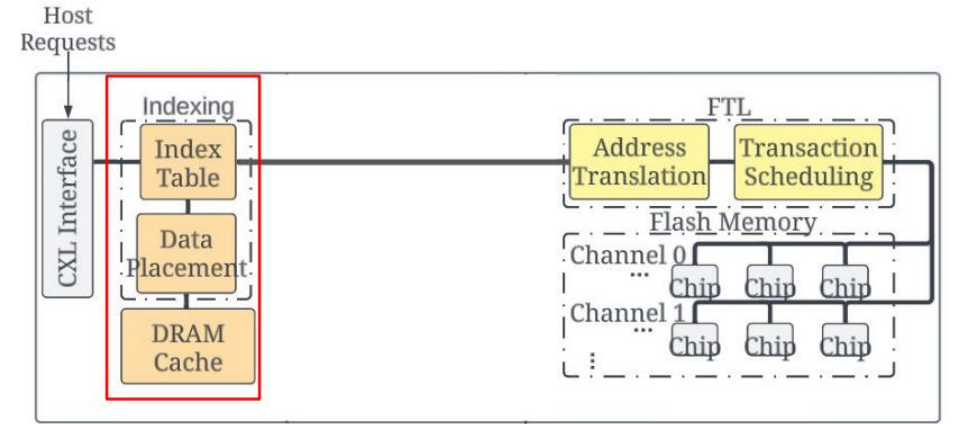 Host
Requests
CXL Interface
Indexing
Index
Table
Data
Placement
DRAM
Cache
FTL
Address
Translation
Transaction
Scheduling
Flash Memory
Channel 0
...
Chip
Chip
Chip
Channel 1
...
Chip
Chip
Chip
...